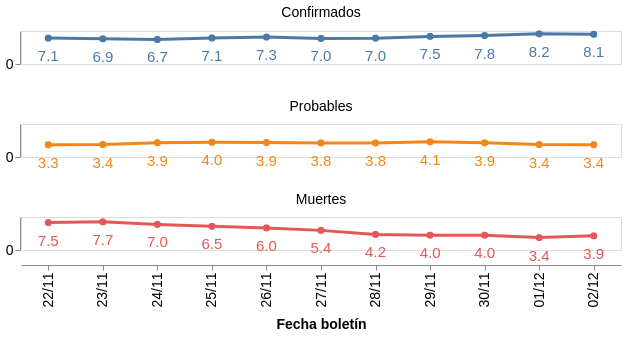 Confirmados
0
7.1 6.9 6.7 7.1 7.3 7.0 7.0 7.5 7.8 8.2 8.1
Probables
0
3.3 3.4 3.9 4.0 3.9 3.8 3.8 4.1 3.9 3.4 3.4
Muertes
0
7.5 7.7 7.0 6.5 6.0 5.4 4.2 4.0 4.0 3.4 3.9
22/11 23/11 24/11 25/11 26/11 27/11 28/11 29/11 30/11 01/12 02/12
Fecha boletín